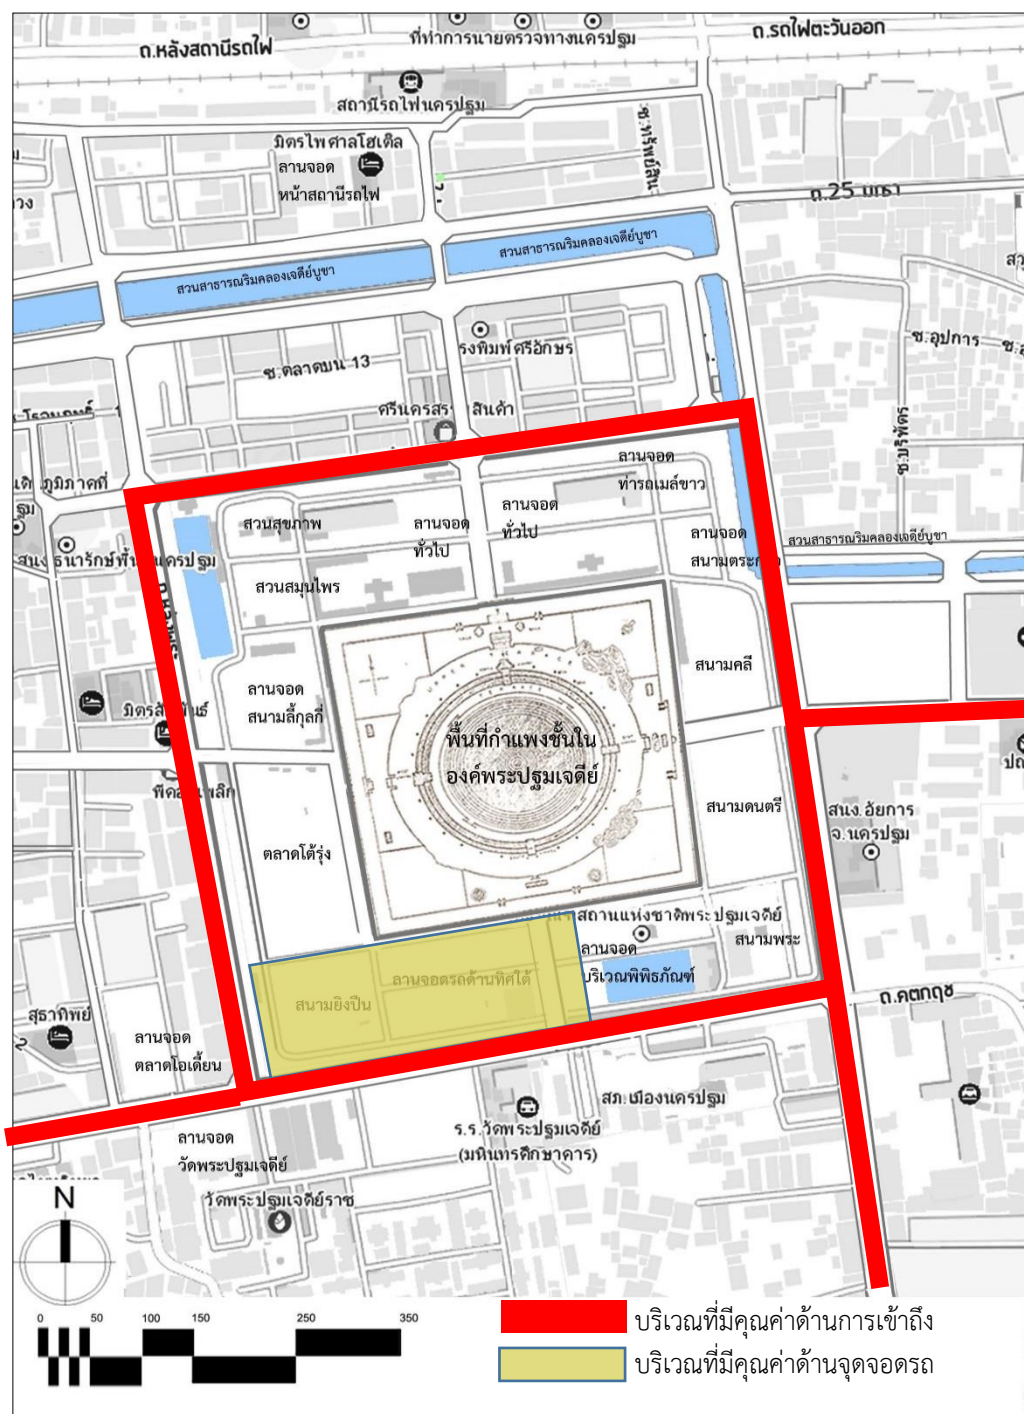 ถ.หลังสถานีรถไฟ
ที่ทำการนายตรวจทางนครปฐม
ถ.รถไฟตะวันออก
สถานีรถไฟนครปฐม
มิตรไพศาลโฮเต็ล
ลานจอด
หน้าสถานีรถไฟ
ซ.ทรัพย์สิน
ถ.25 มกรา
สวนสาธารณริมคลองเจดีย์บูชา
สวนสาธารณริมคลองเจดีย์บูชา
รงพิมพ์ศรีอักษร
ซ.อุปการ
ซ.ตลาดบน 13
ซ.บริพัตร
สินค้า
ลานจอด
ท่ารถเมล์ขาว
ภูมิภาคที่
ลานจอด
ทั่วไป
ลานจอด
ทั่วไป
สวนสุขภาพ
ลานจอด
สวนสาธารณริมคลองเจดีย์บูชา
สวนสมุนไพร
สนามคลี
ลานจอด
สนามลี้กุลกี่
พื้นที่กำแพงชั้นใน
องค์พระปฐมเจดีย์
สนามดนตรี
สนง.อัยการ
จ.นครปฐม
ตลาดโต้รุ่ง
สถานแห่งชาติพระปฐมเจดีย์
สนามพระ
ลานจอด
บริเวณพิพิธภัณฑ์
ลานจอดรถด้านทิศใต้
สนามยิงปืน
ถ.คตกฤช
สุธาทิพย์
ลานจอด
ตลาดโอเดี้ยน
สภ.เมืองนครปฐม
ร.ร.วัดพระปฐมเจดีย์
(มหินทรศึกษาคาร)
ลานจอด
วัดพระปฐมเจดีย์
วัดพระปฐมเจดีย์ราช
N
0 50 100 150 250 350
บริเวณที่มีคุณค่าด้านการเข้าถึง
บริเวณที่มีคุณค่าด้านจุดจอดรถ